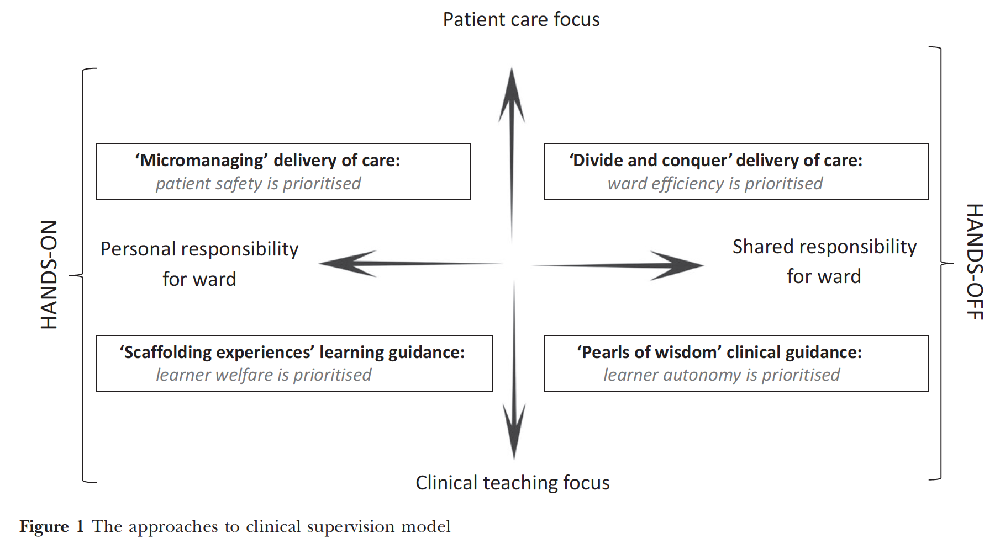 Patient care focus
‘Micromanaging’ delivery of care:
patient safety is prioritised
‘Divide and conquer’ delivery of care:
ward efficiency is prioritised
HANDS-ON
Personal responsibility
for ward
Shared responsibility
for ward
HANDS-OFF
‘Scaffolding experiences’ learning guidance:
learner welfare is prioritised
‘Pearls of wisdom’ clinical guidance:
learner autonomy is prioritised
Clinical teaching focus
Figure 1 The approaches to clinical supervision model